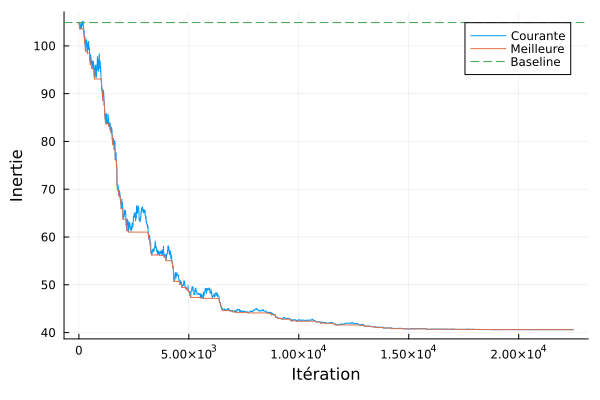 Courante
Meilleure
Baseline
100
90
80
70
60
50
40
Inertie
0
5.00×10³
1.00×10⁴
1.50×10⁴
2.00×10⁴
Itération